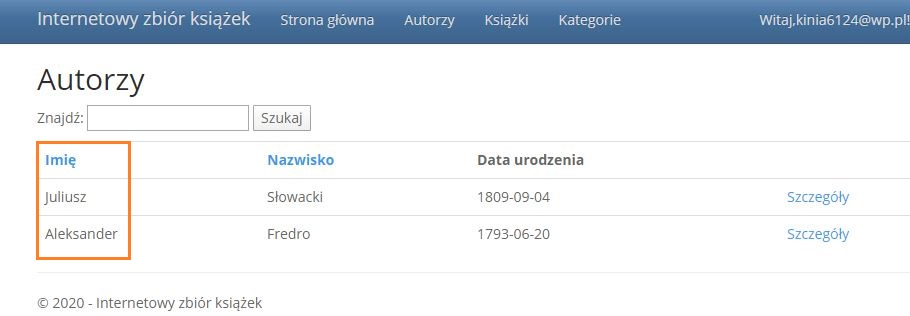 Internetowy zbiór książek Strona główna Autorzy Książki Kategorie Witaj,kinia6124@wp.pl!
Autorzy
Znajdź: Szukaj
Imię Nazwisko Data urodzenia
Juliusz Słowacki 1809-09-04 Szczegóły
Aleksander Fredro 1793-06-20 Szczegóły
© 2020 - Internetowy zbiór książek